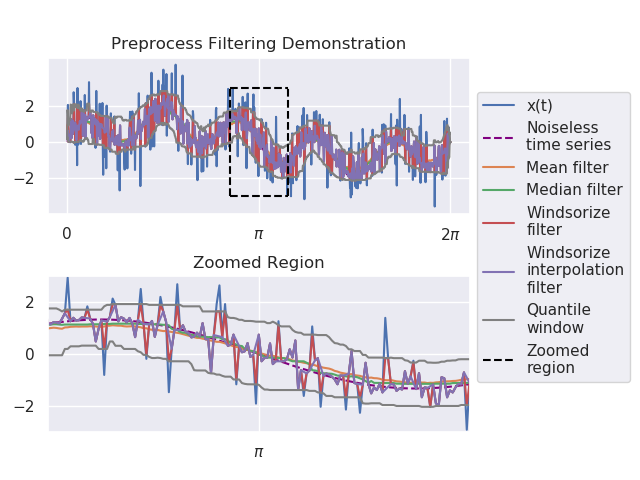 Preprocess Filtering Demonstration
2
0
−2
0
π
2π
Zoomed Region
2
0
−2
π
x(t)
Noiseless
time series
Mean filter
Median filter
Windsorize
filter
Windsorize
interpolation
filter
Quantile
window
Zoomed
region